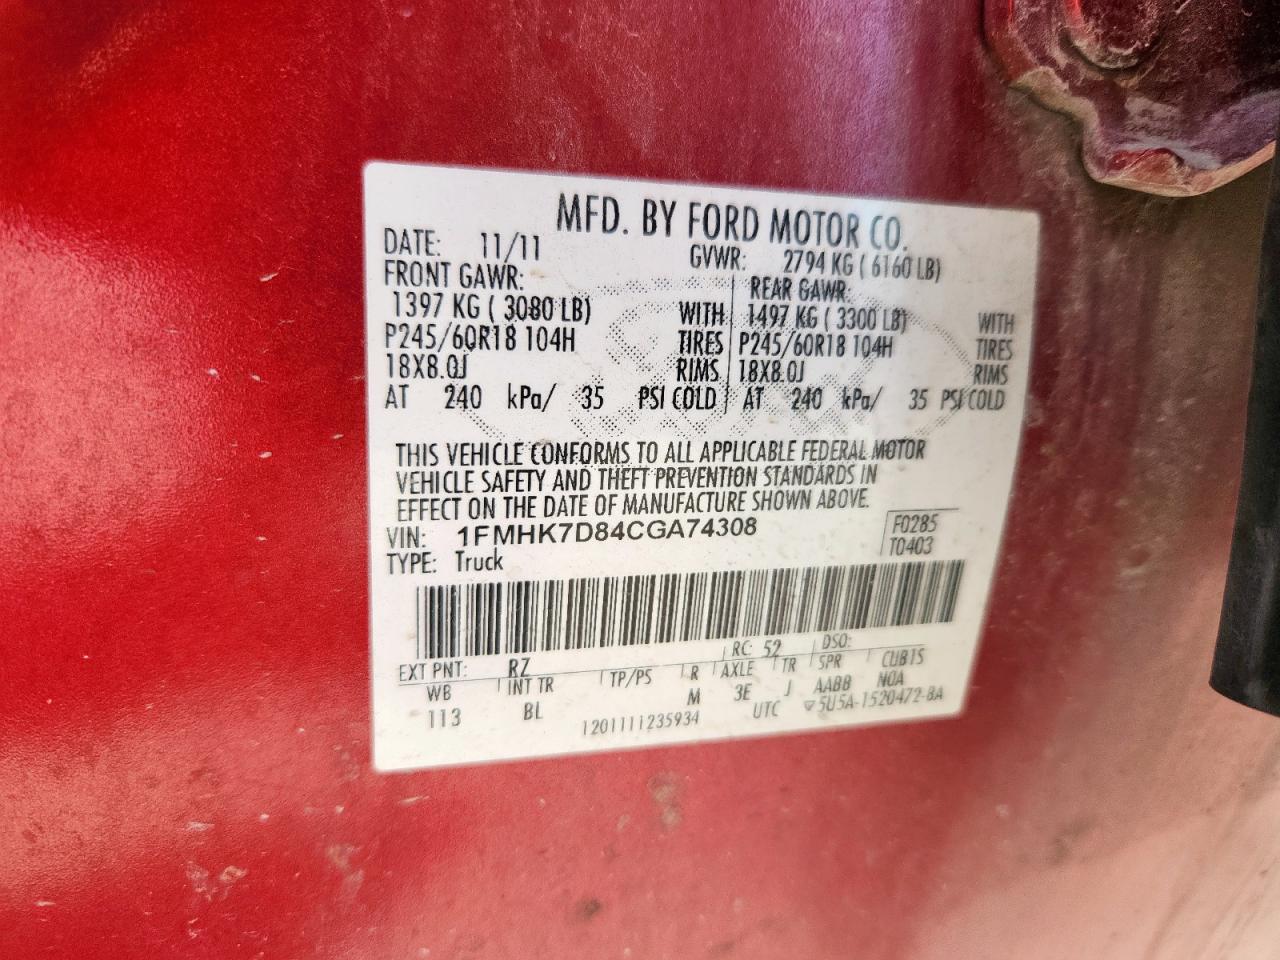 MFD. BY FORD MOTOR CO.
DATE: 11/11 GVWR: 2794 KG ( 6160 LB)
FRONT GAWR: REAR GAWR:
1397 KG ( 3080 LB) WITH 1497 KG ( 3300 LB) WITH
P245/60R18 104H TIRES P245/60R18 104H TIRES
18X8.0J RIMS 18X8.0J RIMS
AT 240 kPa/ 35 PSI COLD AT 240 kPa/ 35 PSI COLD
THIS VEHICLE CONFORMS TO ALL APPLICABLE FEDERAL MOTOR
VEHICLE SAFETY AND THEFT PREVENTION STANDARDS IN
EFFECT ON THE DATE OF MANUFACTURE SHOWN ABOVE.
VIN: 1FMHK7D84CGA74308 F0285
TYPE: Truck T0403
EXT PNT: RZ RC: 52 DSO:
WB INT TR TP/PS R AXLE TR SPR CUB1S
113 BL M 3E J AABB N0A
1201111235934 UTC ▽5U5A-1520472-BA